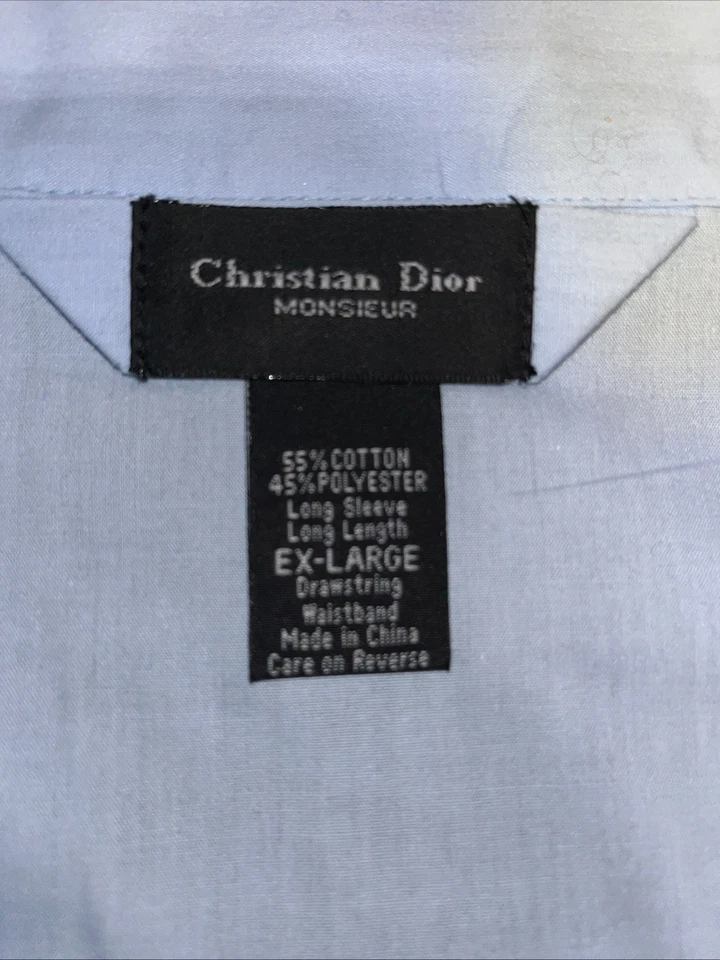 Christian Dior
MONSIEUR
55%COTTON
45%POLYESTER
Long Sleeve
Long Length
EX-LARGE
Drawstring
Waistband
Made in China
Care on Reverse